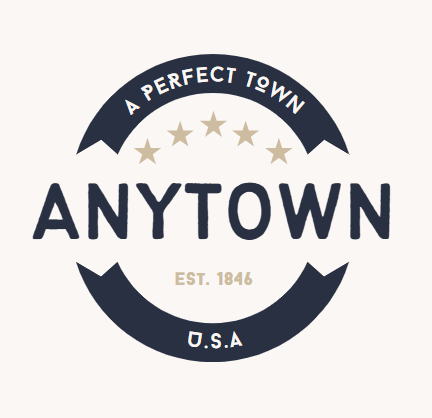 A PERFECT TOWN
ANYTOWN
EST. 1846
U.S.A